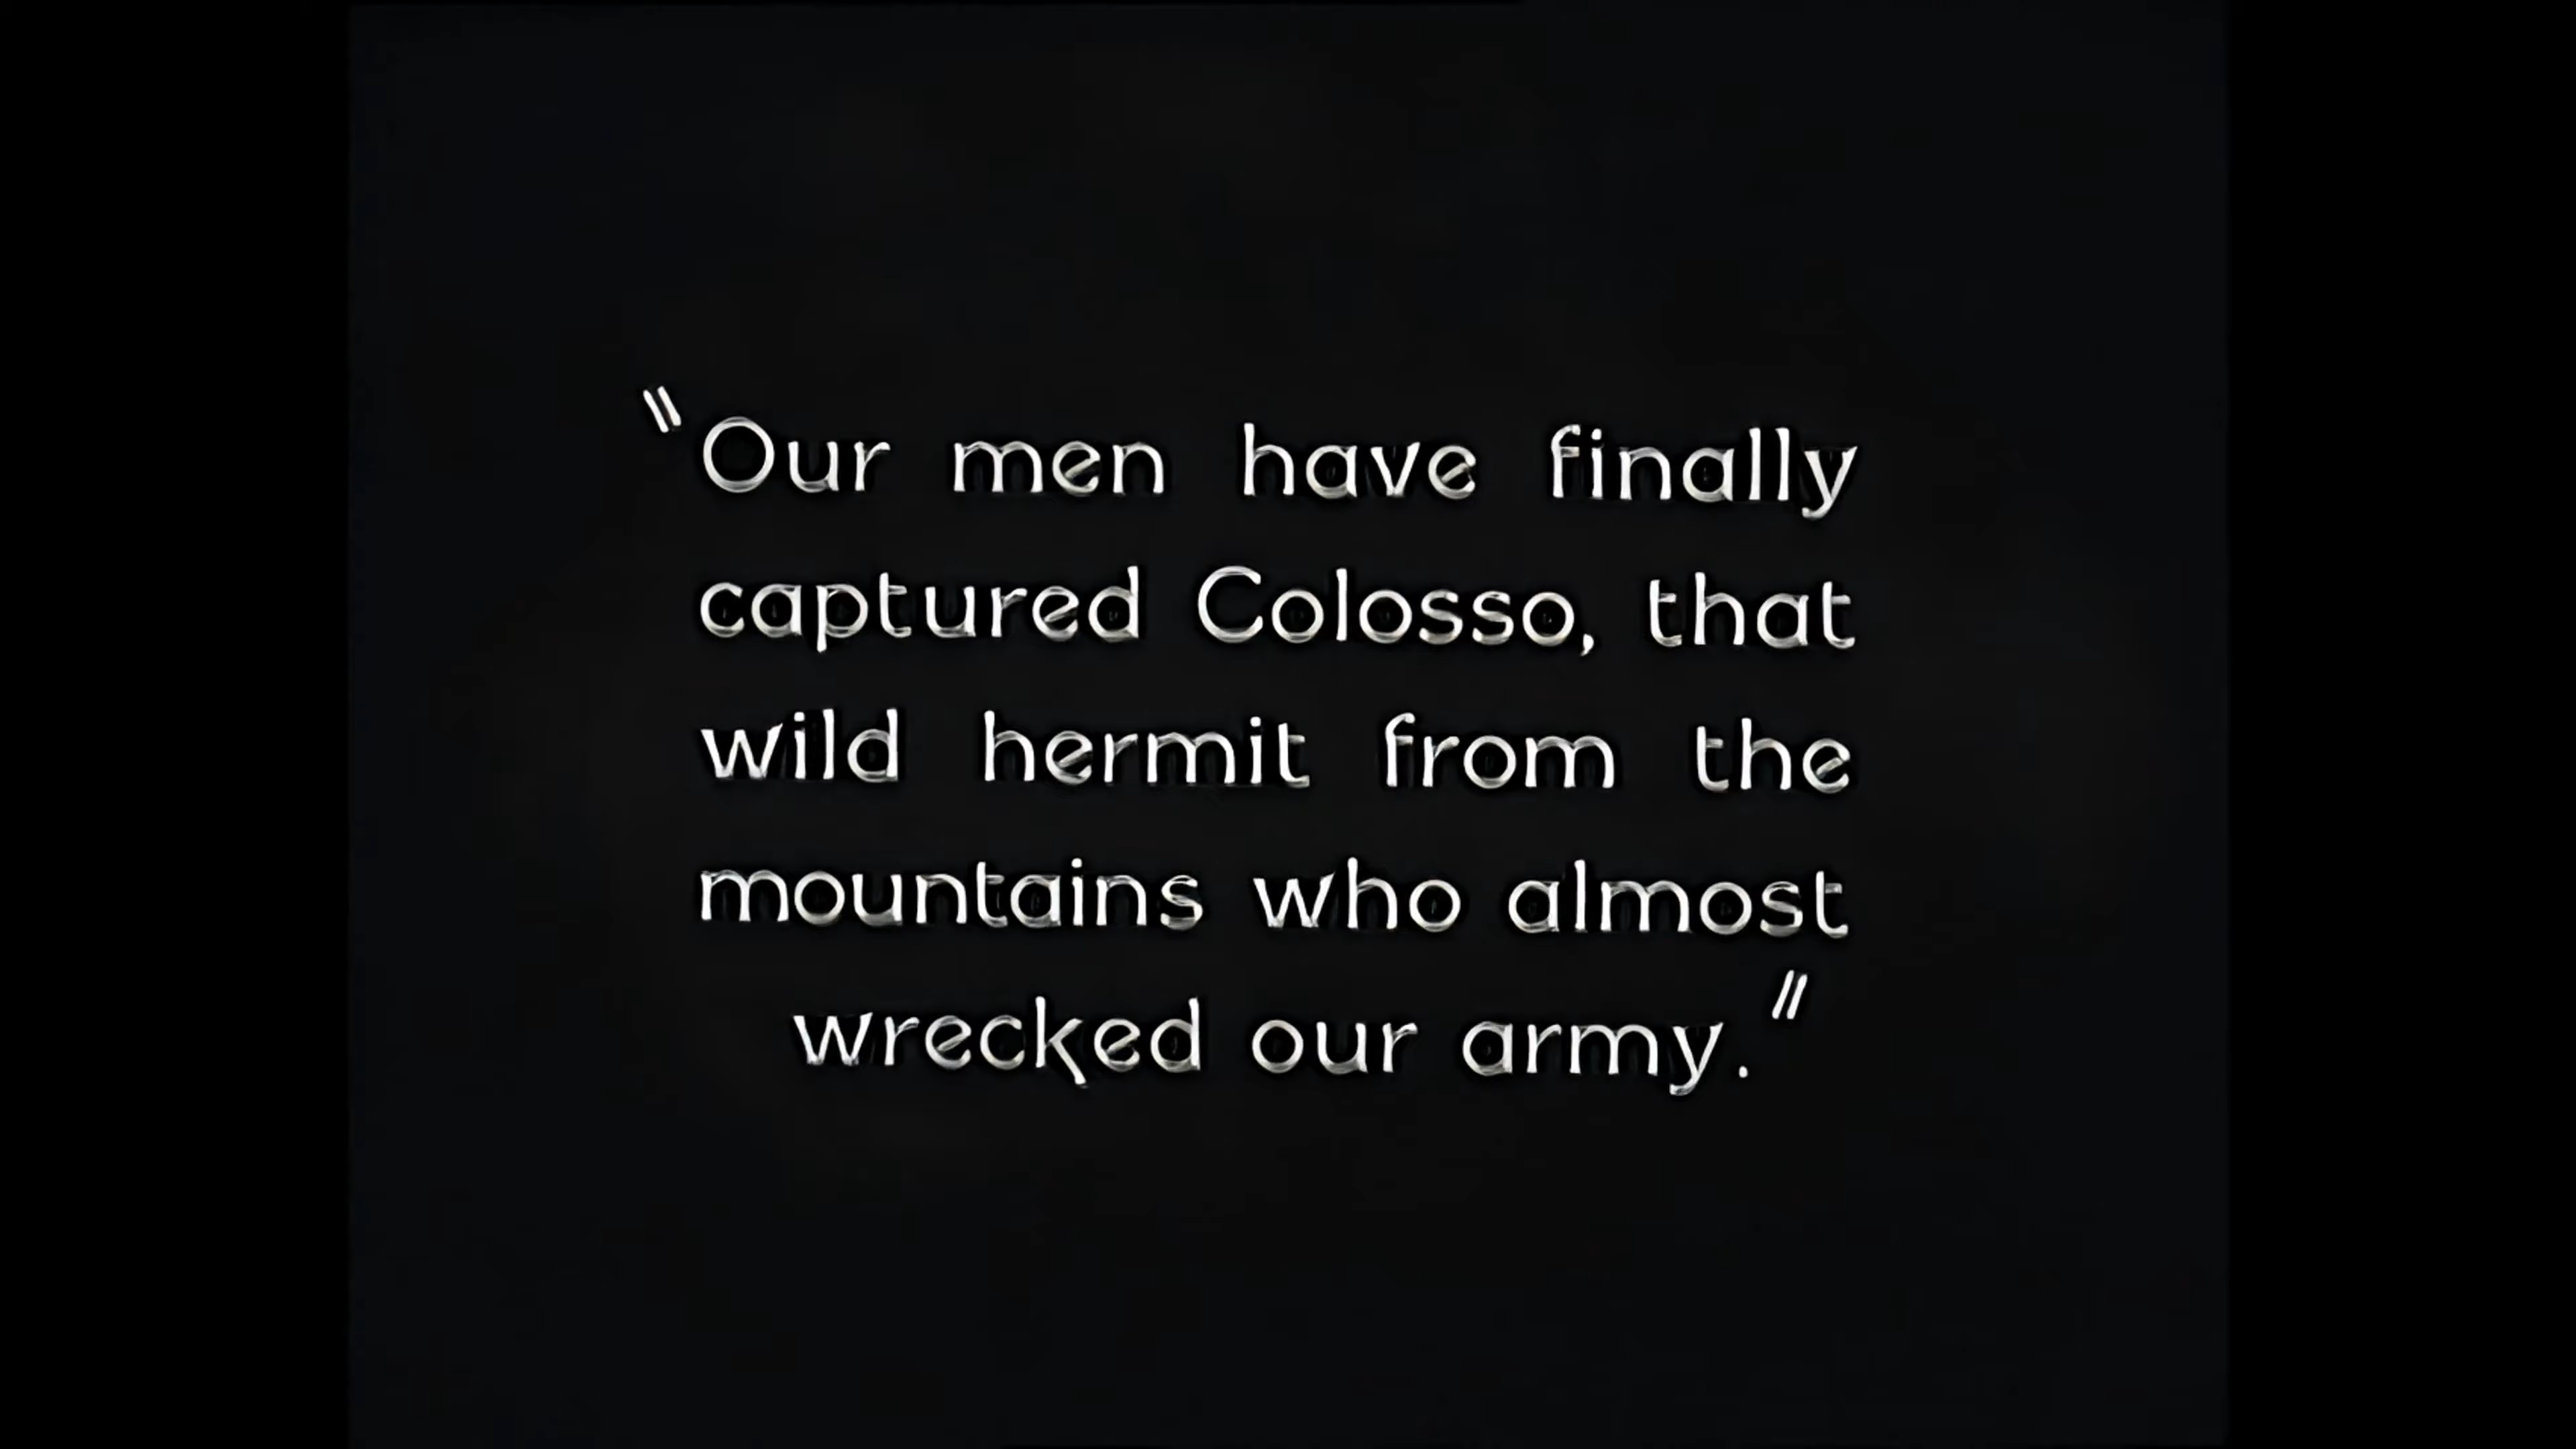 "Our men have finally
captured Colosso, that
wild hermit from the
mountains who almost
wrecked our army."